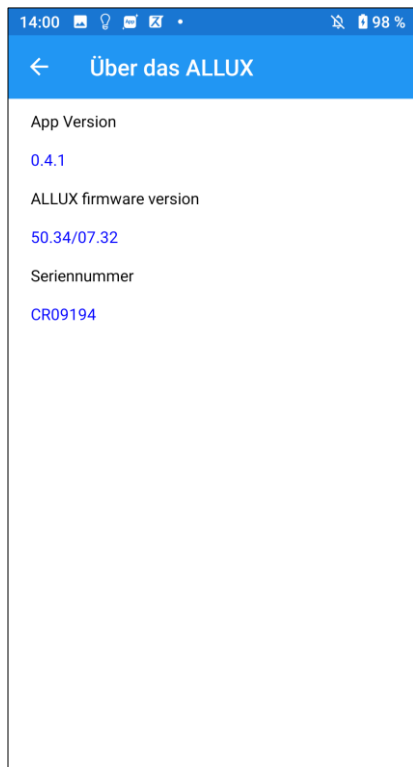 14:00 98 %
Über das ALLUX
App Version
0.4.1
ALLUX firmware version
50.34/07.32
Seriennummer
CR09194